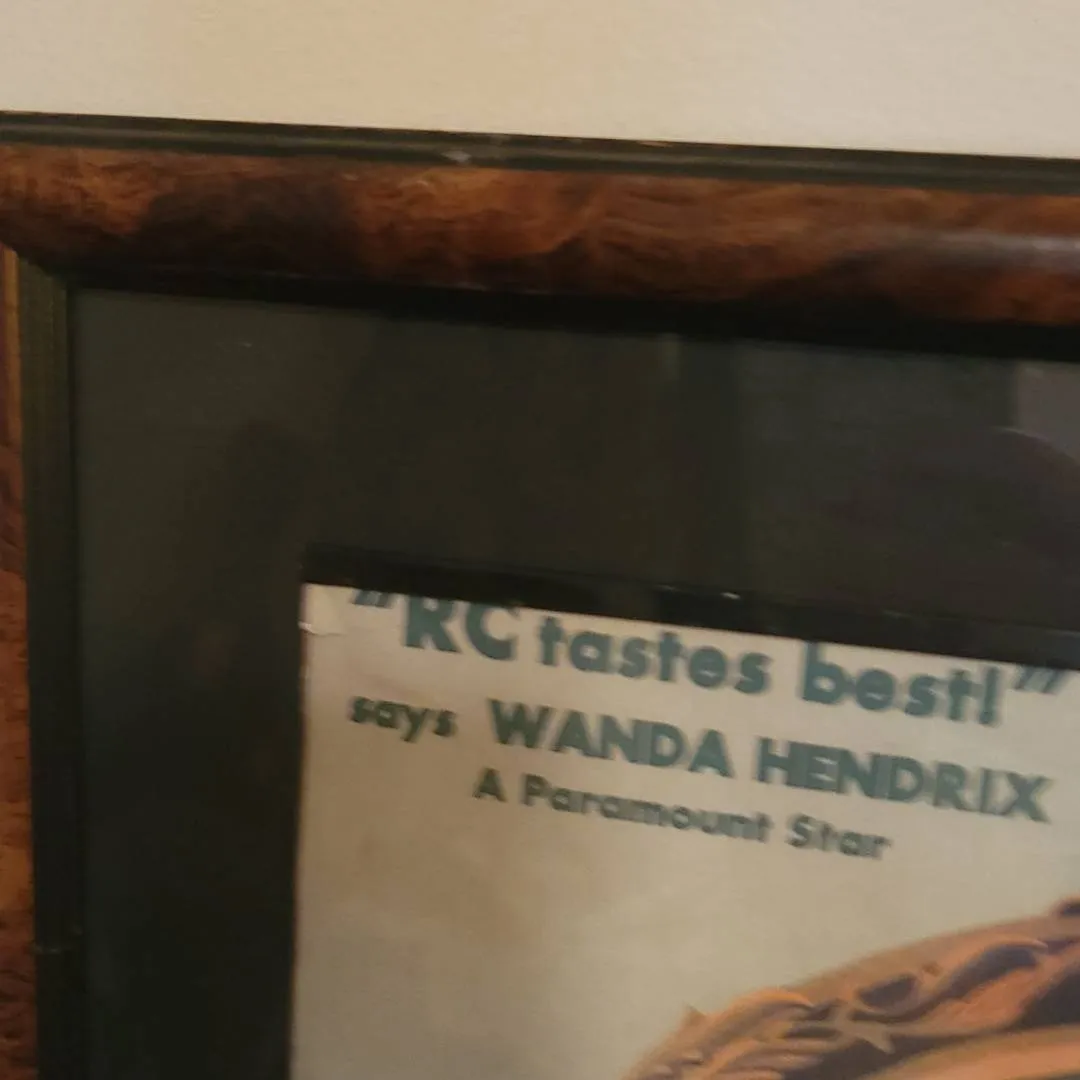 "RC tastes best!"
says WANDA HENDRIX
A Paramount Star